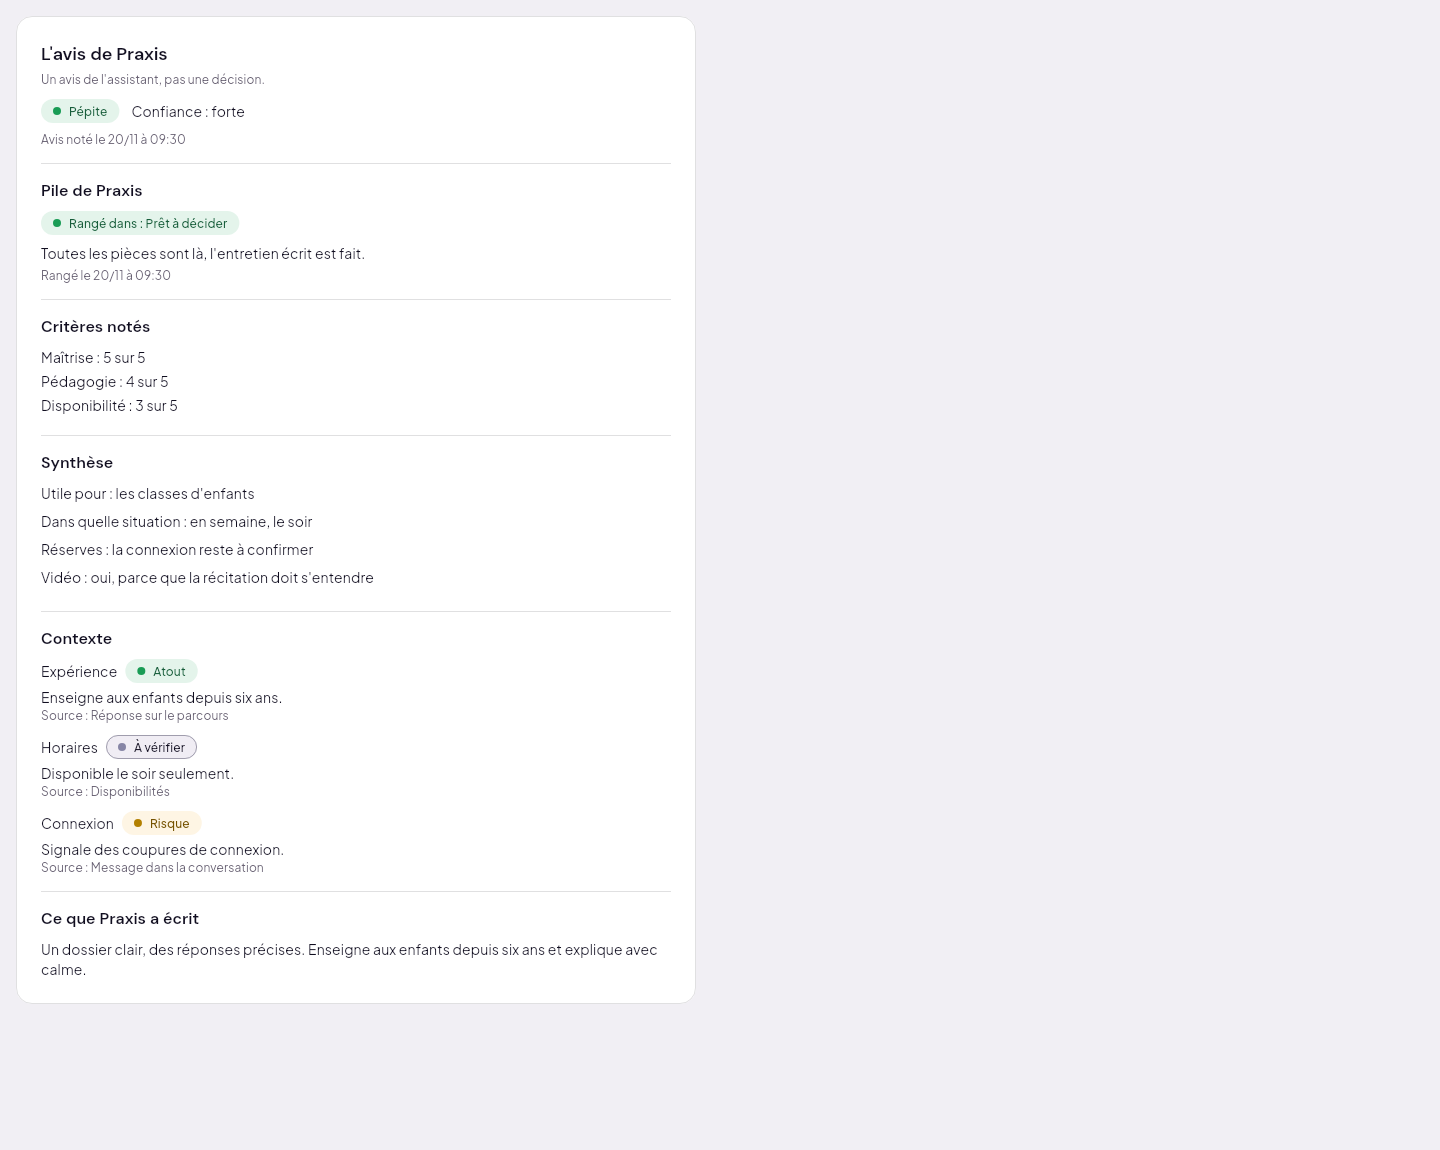 L'avis de Praxis
Un avis de l'assistant, pas une décision.
Pépite Confiance : forte
Avis noté le 20/11 à 09:30
Pile de Praxis
Rangé dans : Prêt à décider
Toutes les pièces sont là, l'entretien écrit est fait.
Rangé le 20/11 à 09:30
Critères notés
Maîtrise : 5 sur 5
Pédagogie : 4 sur 5
Disponibilité : 3 sur 5
Synthèse
Utile pour : les classes d'enfants
Dans quelle situation : en semaine, le soir
Réserves : la connexion reste à confirmer
Vidéo : oui, parce que la récitation doit s'entendre
Contexte
Expérience Atout
Enseigne aux enfants depuis six ans.
Source : Réponse sur le parcours
Horaires À vérifier
Disponible le soir seulement.
Source : Disponibilités
Connexion Risque
Signale des coupures de connexion.
Source : Message dans la conversation
Ce que Praxis a écrit
Un dossier clair, des réponses précises. Enseigne aux enfants depuis six ans et explique avec
calme.